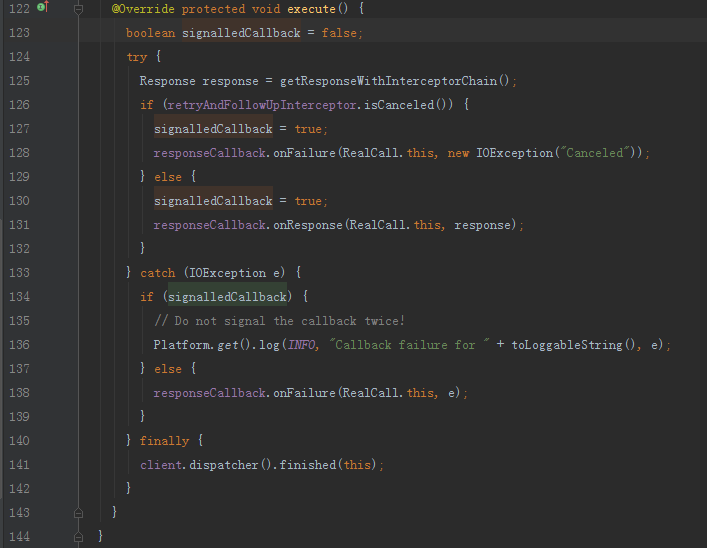 122 @Override protected void execute() {
123 boolean signalledCallback = false;
124 try {
125 Response response = getResponseWithInterceptorChain();
126 if (retryAndFollowUpInterceptor.isCanceled()) {
127 signalledCallback = true;
128 responseCallback.onFailure(RealCall.this, new IOException("Canceled"));
129 } else {
130 signalledCallback = true;
131 responseCallback.onResponse(RealCall.this, response);
132 }
133 } catch (IOException e) {
134 if (signalledCallback) {
135 // Do not signal the callback twice!
136 Platform.get().log(INFO, "Callback failure for " + toLoggableString(), e);
137 } else {
138 responseCallback.onFailure(RealCall.this, e);
139 }
140 } finally {
141 client.dispatcher().finished(this);
142 }
143 }
144 }